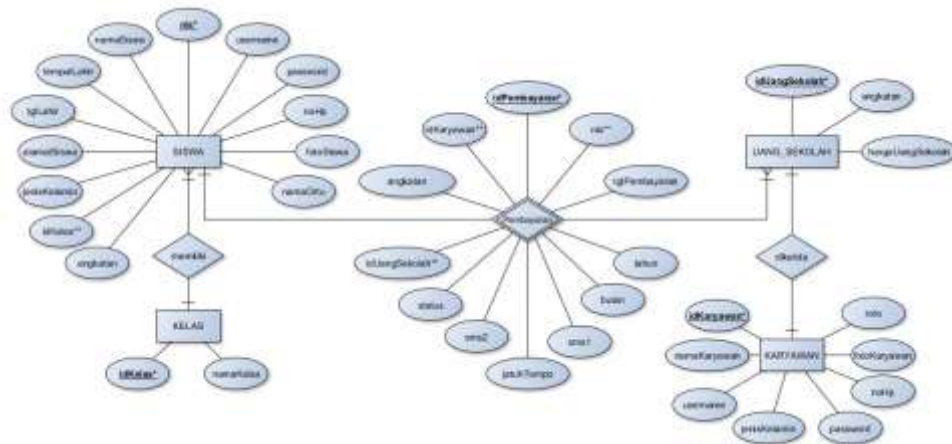 nis*
namaSiswa
username
tempatLahir
password
tglLahir
noHp
SISWA
alamatSiswa
fotoSiswa
jenisKelamin
namaOrtu
idKelas**
angkatan
memiliki
KELAS
idKelas*
namaKelas
idPembayaran*
idKaryawan**
nis**
angkatan
tglPembayaran
Pembayaran
idUangSekolah**
tahun
status
bulan
sms2
sms1
jatuhTempo
idUangSekolah*
angkatan
UANG_SEKOLAH
hargaUangSekolah
dikelola
idKaryawan*
namaKaryawan
KARYAWAN
fotoKaryawan
username
noHp
jenisKelamin
password